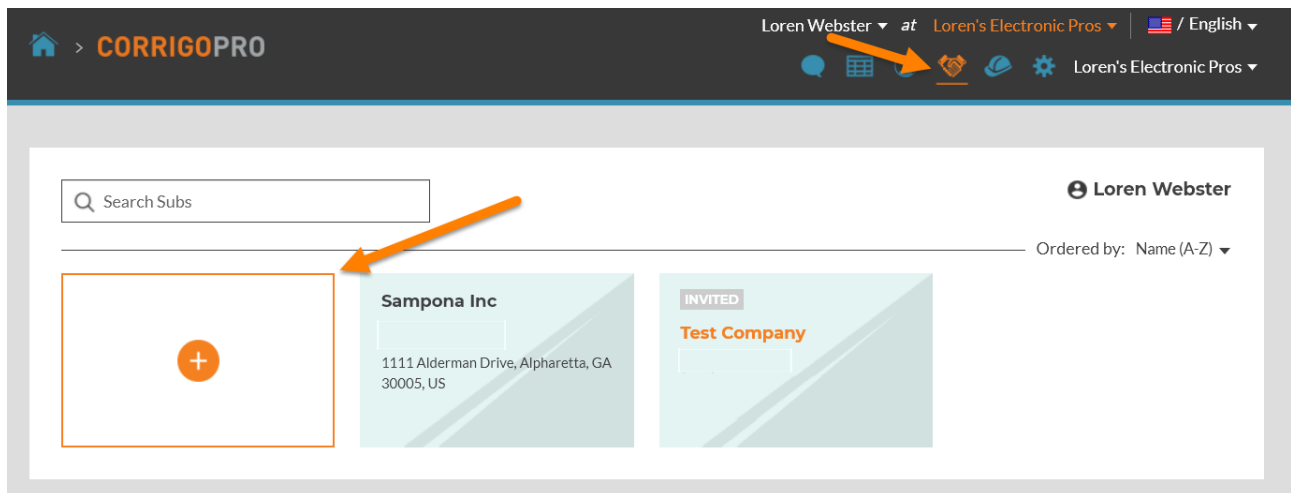 Loren Webster at Loren's Electronic Pros / English
> CORRIGOPRO
Loren's Electronic Pros
Search Subs
Loren Webster
Ordered by: Name (A-Z)
+
Sampona Inc
1111 Alderman Drive, Alpharetta, GA
30005, US
INVITED
Test Company